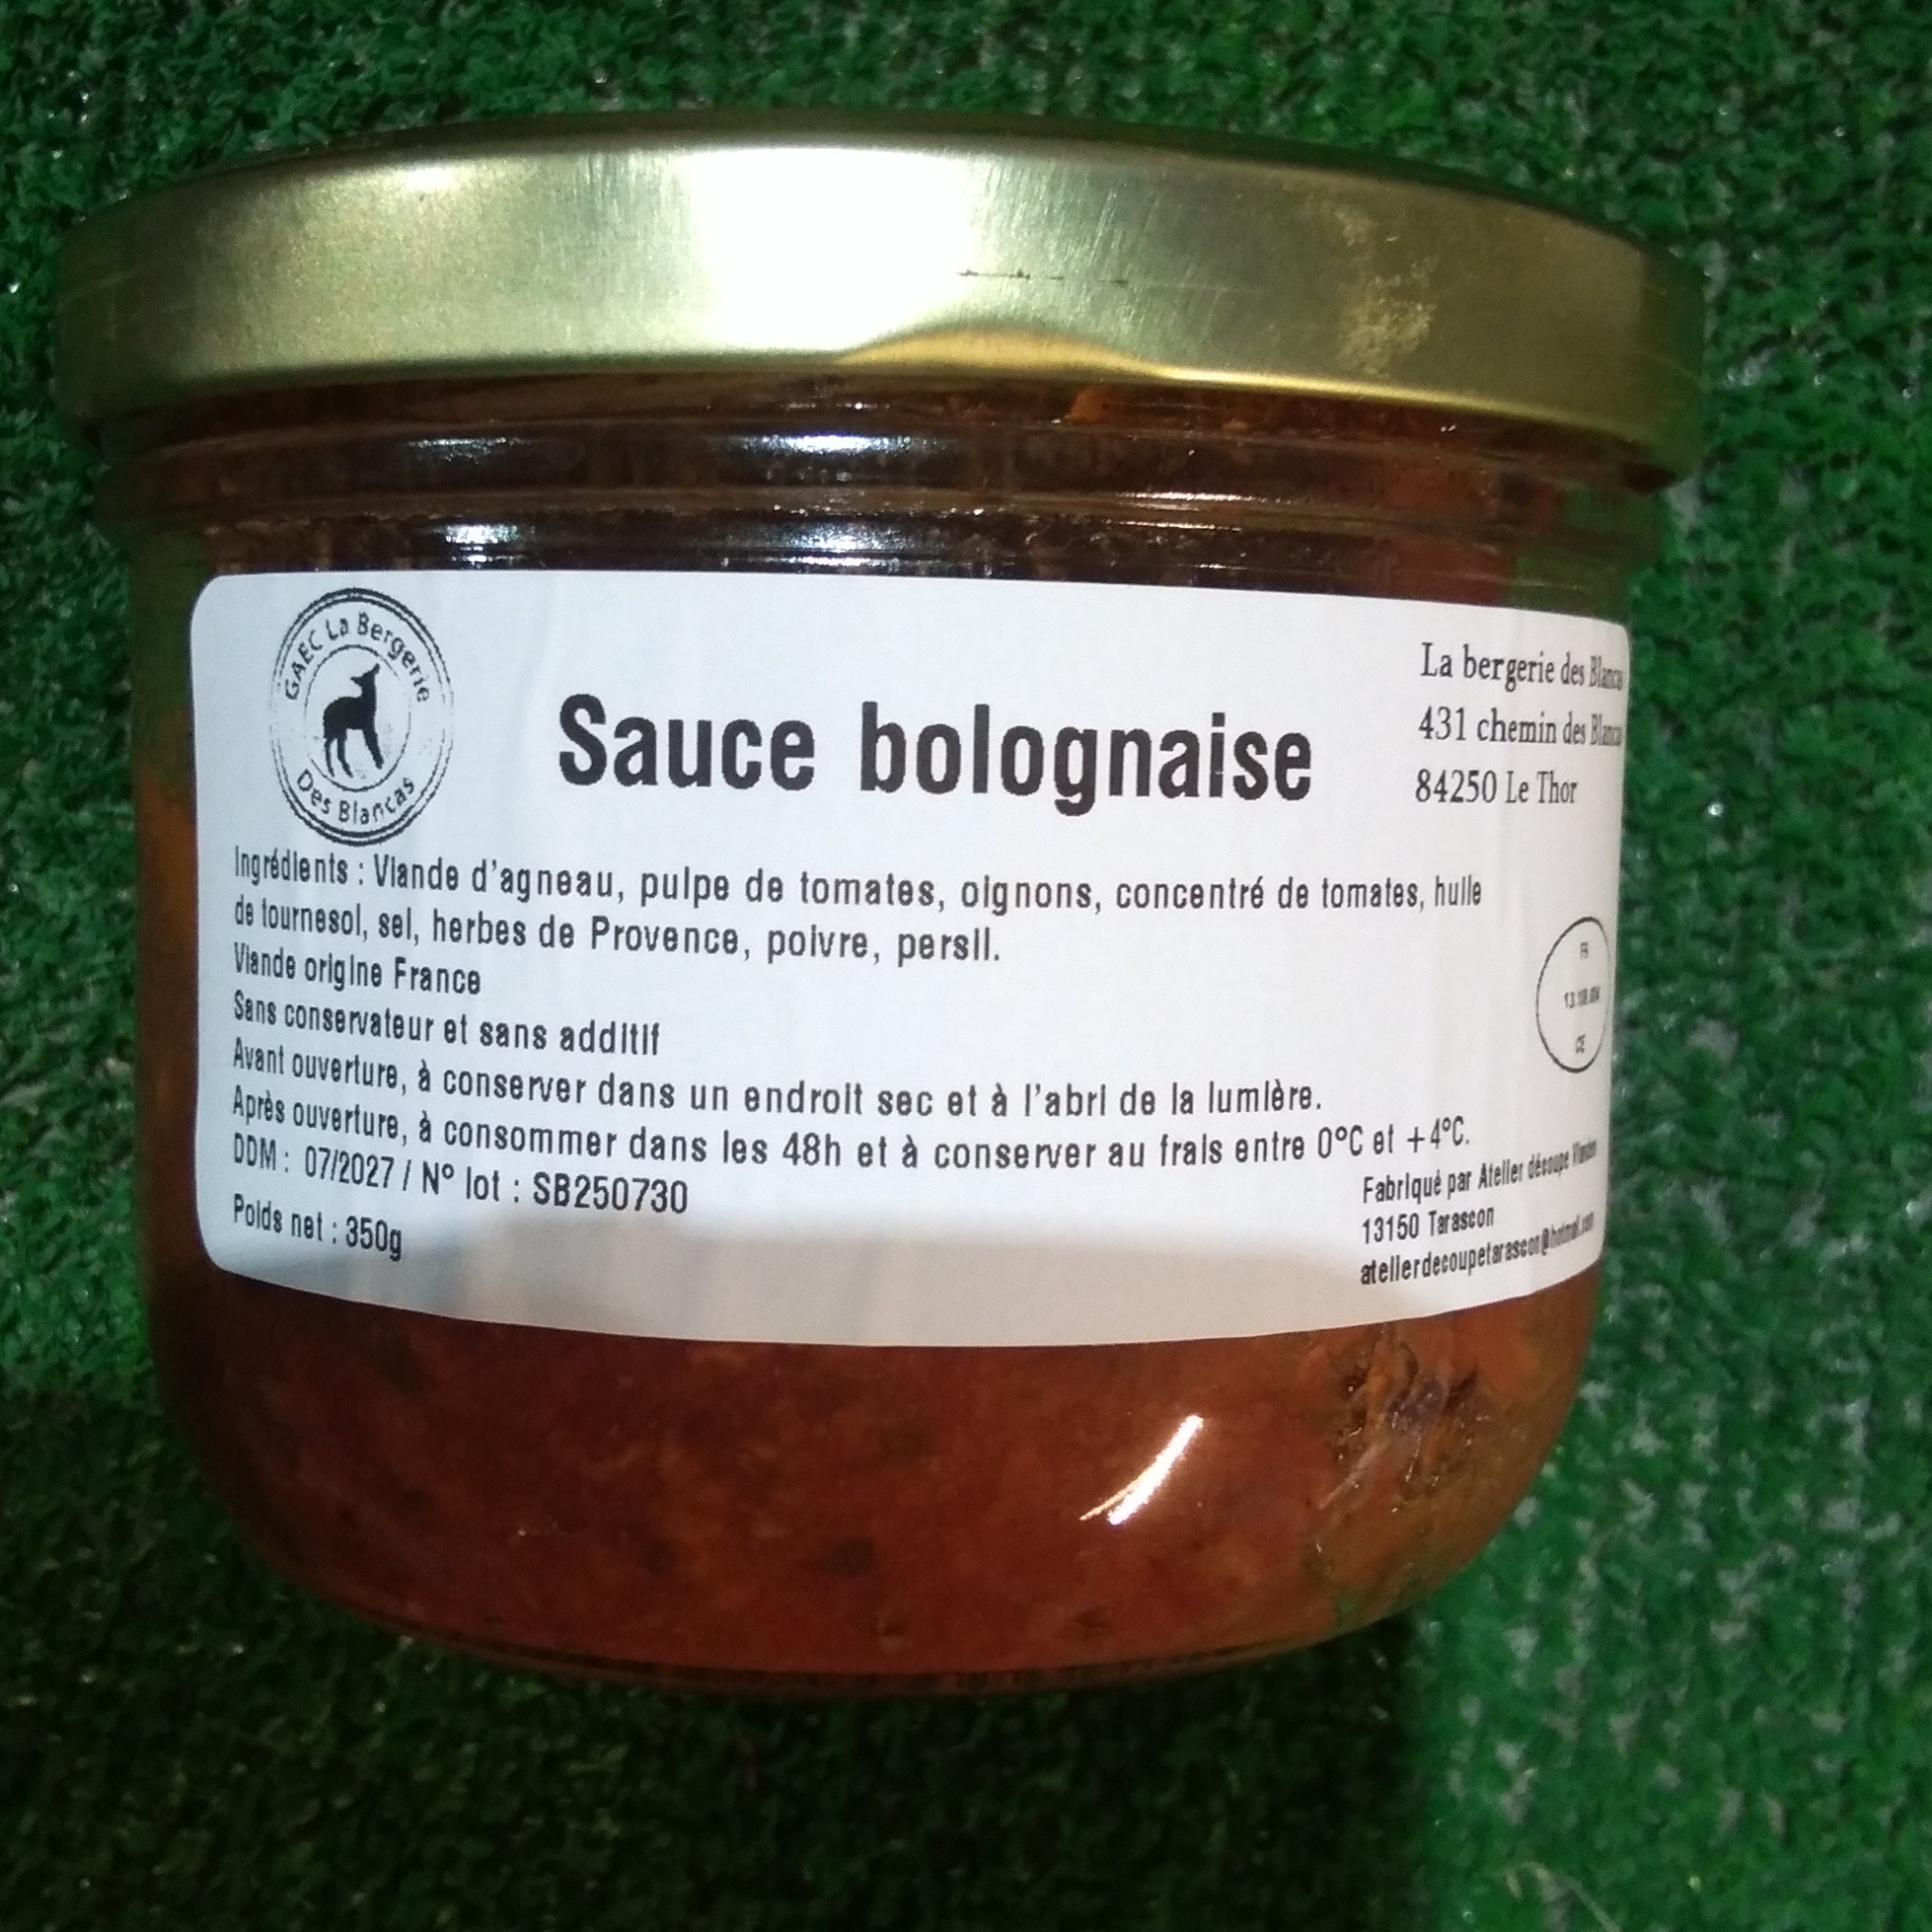 GAEC La Bergerie
Des Blancas
Sauce bolognaise
La bergerie des Blancas
431 chemin des Blancas
84250 Le Thor
Ingrédients : Viande d'agneau, pulpe de tomates, oignons, concentré de tomates, huile
de tournesol, sel, herbes de Provence, poivre, persil.
Viande origine France
Sans conservateur et sans additif
Avant ouverture, à conserver dans un endroit sec et à l'abri de la lumière.
Après ouverture, à consommer dans les 48h et à conserver au frais entre 0°C et +4°C.
DDM : 07/2027 / N° lot : SB250730
Poids net : 350g
FR
CE
Fabriqué par Atelier découpe Viandes
13150 Tarascon
atelierdecoupetarascon@hotmail.com